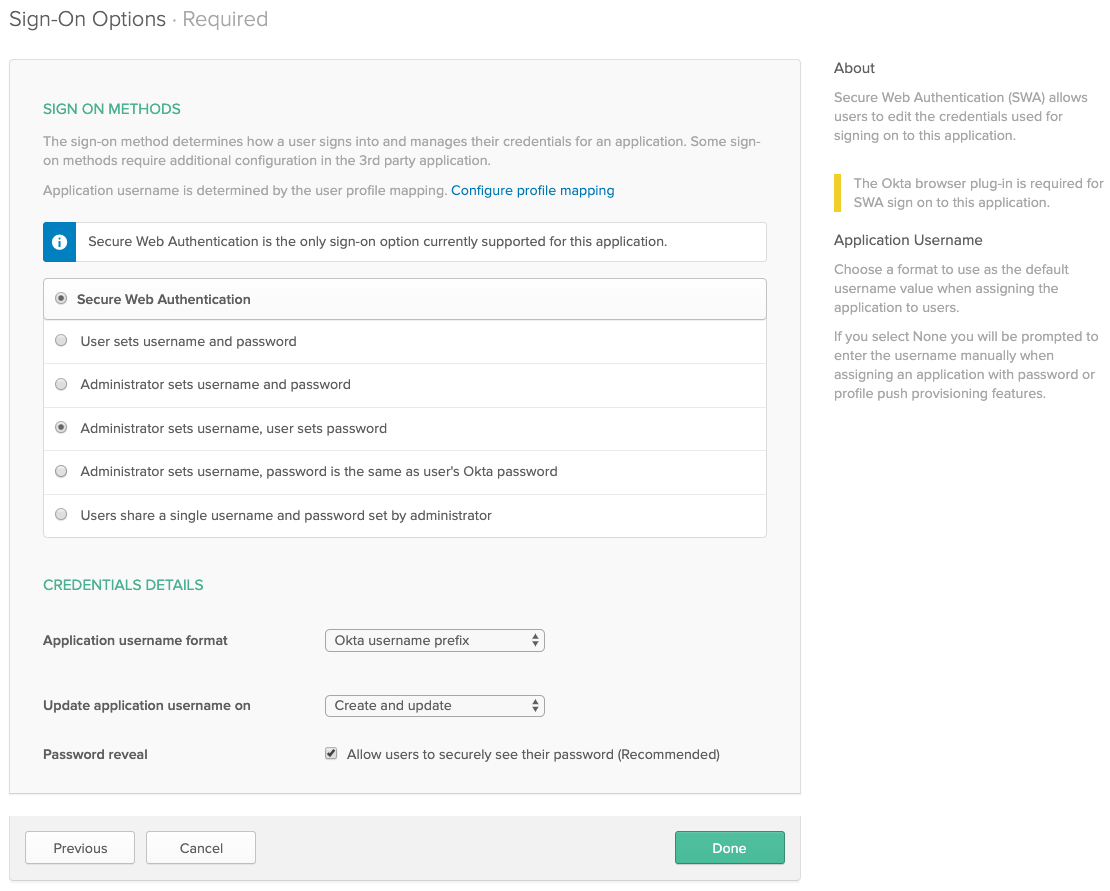 Sign-On Options · Required
SIGN ON METHODS
The sign-on method determines how a user signs into and manages their credentials for an application. Some sign-
on methods require additional configuration in the 3rd party application.
Application username is determined by the user profile mapping. Configure profile mapping
Secure Web Authentication is the only sign-on option currently supported for this application.
Secure Web Authentication
User sets username and password
Administrator sets username and password
Administrator sets username, user sets password
Administrator sets username, password is the same as user's Okta password
Users share a single username and password set by administrator
CREDENTIALS DETAILS
Application username format
Okta username prefix
Update application username on
Create and update
Password reveal
Allow users to securely see their password (Recommended)
Previous
Cancel
Done
About
Secure Web Authentication (SWA) allows
users to edit the credentials used for
signing on to this application.
The Okta browser plug-in is required for
SWA sign on to this application.
Application Username
Choose a format to use as the default
username value when assigning the
application to users.
If you select None you will be prompted to
enter the username manually when
assigning an application with password or
profile push provisioning features.